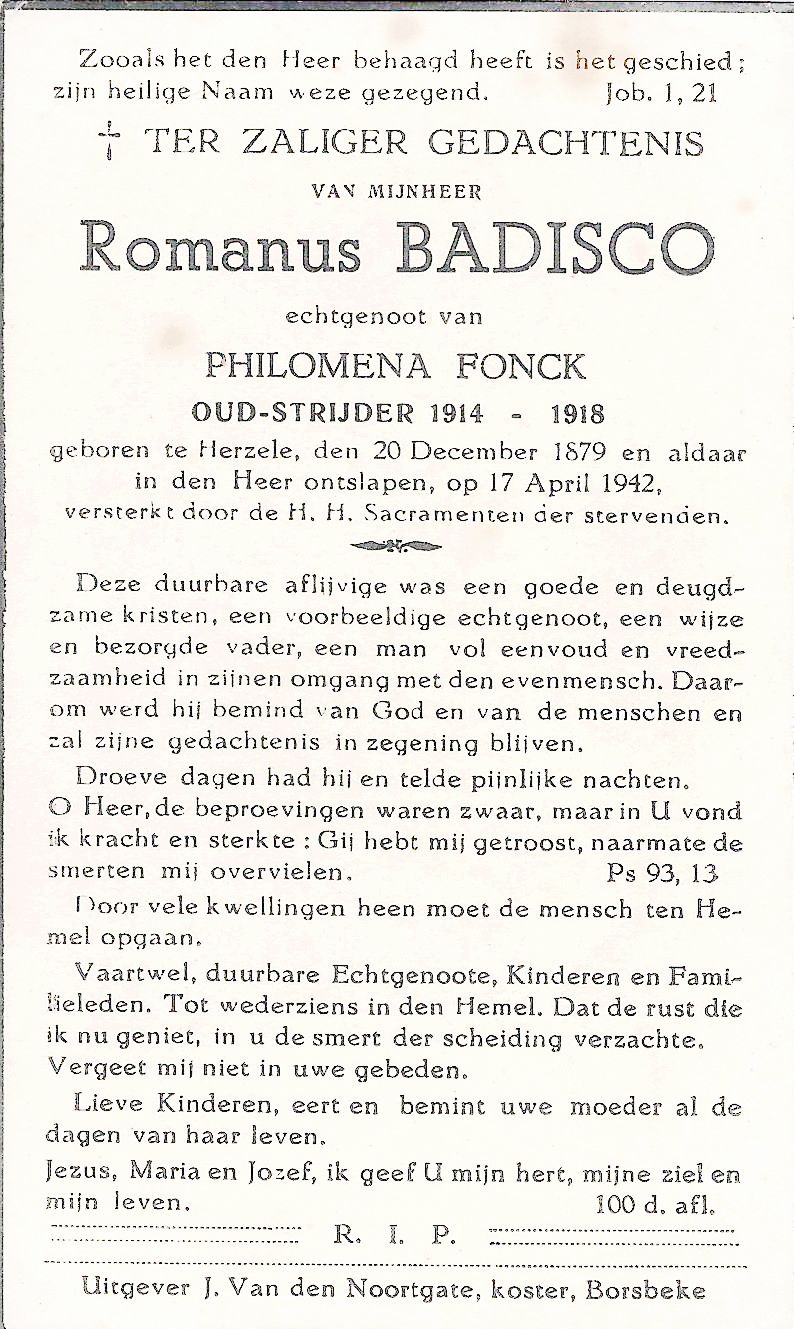 Zooals het den Heer behaagd heeft is het geschied;
zijn heilige Naam weze gezegend. Job. 1, 21
† TER ZALIGER GEDACHTENIS
VAN MIJNHEER
Romanus BADISCO
echtgenoot van
PHILOMENA FONCK
OUD-STRIJDER 1914 - 1918
geboren te Herzele, den 20 December 1879 en aldaar
in den Heer ontslapen, op 17 April 1942,
versterkt door de H. H. Sacramenten der stervenden.
Deze duurbare aflijvige was een goede en deugd-
zame kristen, een voorbeeldige echtgenoot, een wijze
en bezorgde vader, een man vol eenvoud en vreed-
zaamheid in zijnen omgang met den evenmensch. Daar-
om werd hij bemind van God en van de menschen en
zal zijne gedachtenis in zegening blijven.
Droeve dagen had hij en telde pijnlijke nachten.
O Heer, de beproevingen waren zwaar, maar in U vond
ik kracht en sterkte : Gij hebt mij getroost, naarmate de
smerten mij overvielen. Ps 93, 13
Door vele kwellingen heen moet de mensch ten He-
mel opgaan.
Vaartwel, duurbare Echtgenoote, Kinderen en Fami-
lieleden. Tot wederziens in den Hemel. Dat de rust die
ik nu geniet, in u de smert der scheiding verzachte.
Vergeet mij niet in uwe gebeden.
Lieve Kinderen, eert en bemint uwe moeder al de
dagen van haar leven.
Jezus, Maria en Jozef, ik geef U mijn hert, mijne ziel en
mijn leven. 100 d. afl.
R. I. P.
Uitgever J. Van den Noortgate, koster, Borsbeke